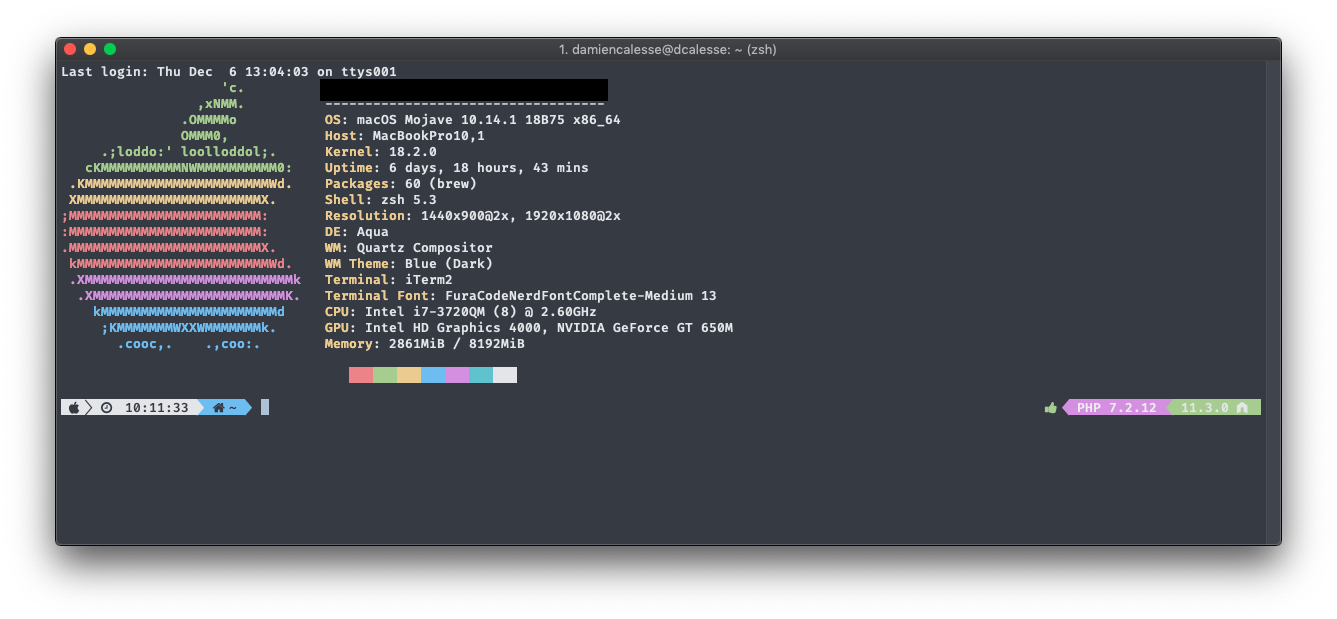 1. damiencalesse@dcalesse: ~ (zsh)
Last login: Thu Dec  6 13:04:03 on ttys001
                    'c.
                 ,xNMM.          -----------------------------------
               .OMMMMo           OS: macOS Mojave 10.14.1 18B75 x86_64
               OMMM0,            Host: MacBookPro10,1
     .;loddo:' loolloddol;.      Kernel: 18.2.0
   cKMMMMMMMMMMNWMMMMMMMMMM0:    Uptime: 6 days, 18 hours, 43 mins
 .KMMMMMMMMMMMMMMMMMMMMMMMWd.    Packages: 60 (brew)
 XMMMMMMMMMMMMMMMMMMMMMMMX.      Shell: zsh 5.3
;MMMMMMMMMMMMMMMMMMMMMMMM:       Resolution: 1440x900@2x, 1920x1080@2x
:MMMMMMMMMMMMMMMMMMMMMMMM:       DE: Aqua
.MMMMMMMMMMMMMMMMMMMMMMMMX.      WM: Quartz Compositor
 kMMMMMMMMMMMMMMMMMMMMMMMMWd.    WM Theme: Blue (Dark)
 .XMMMMMMMMMMMMMMMMMMMMMMMMMMk   Terminal: iTerm2
  .XMMMMMMMMMMMMMMMMMMMMMMMMK.   Terminal Font: FuraCodeNerdFontComplete-Medium 13
    kMMMMMMMMMMMMMMMMMMMMMMd     CPU: Intel i7-3720QM (8) @ 2.60GHz
     ;KMMMMMMMWXXWMMMMMMMk.      GPU: Intel HD Graphics 4000, NVIDIA GeForce GT 650M
       .cooc,.    .,coo:.        Memory: 2861MiB / 8192MiB
10:11:33 ~ PHP 7.2.12 11.3.0